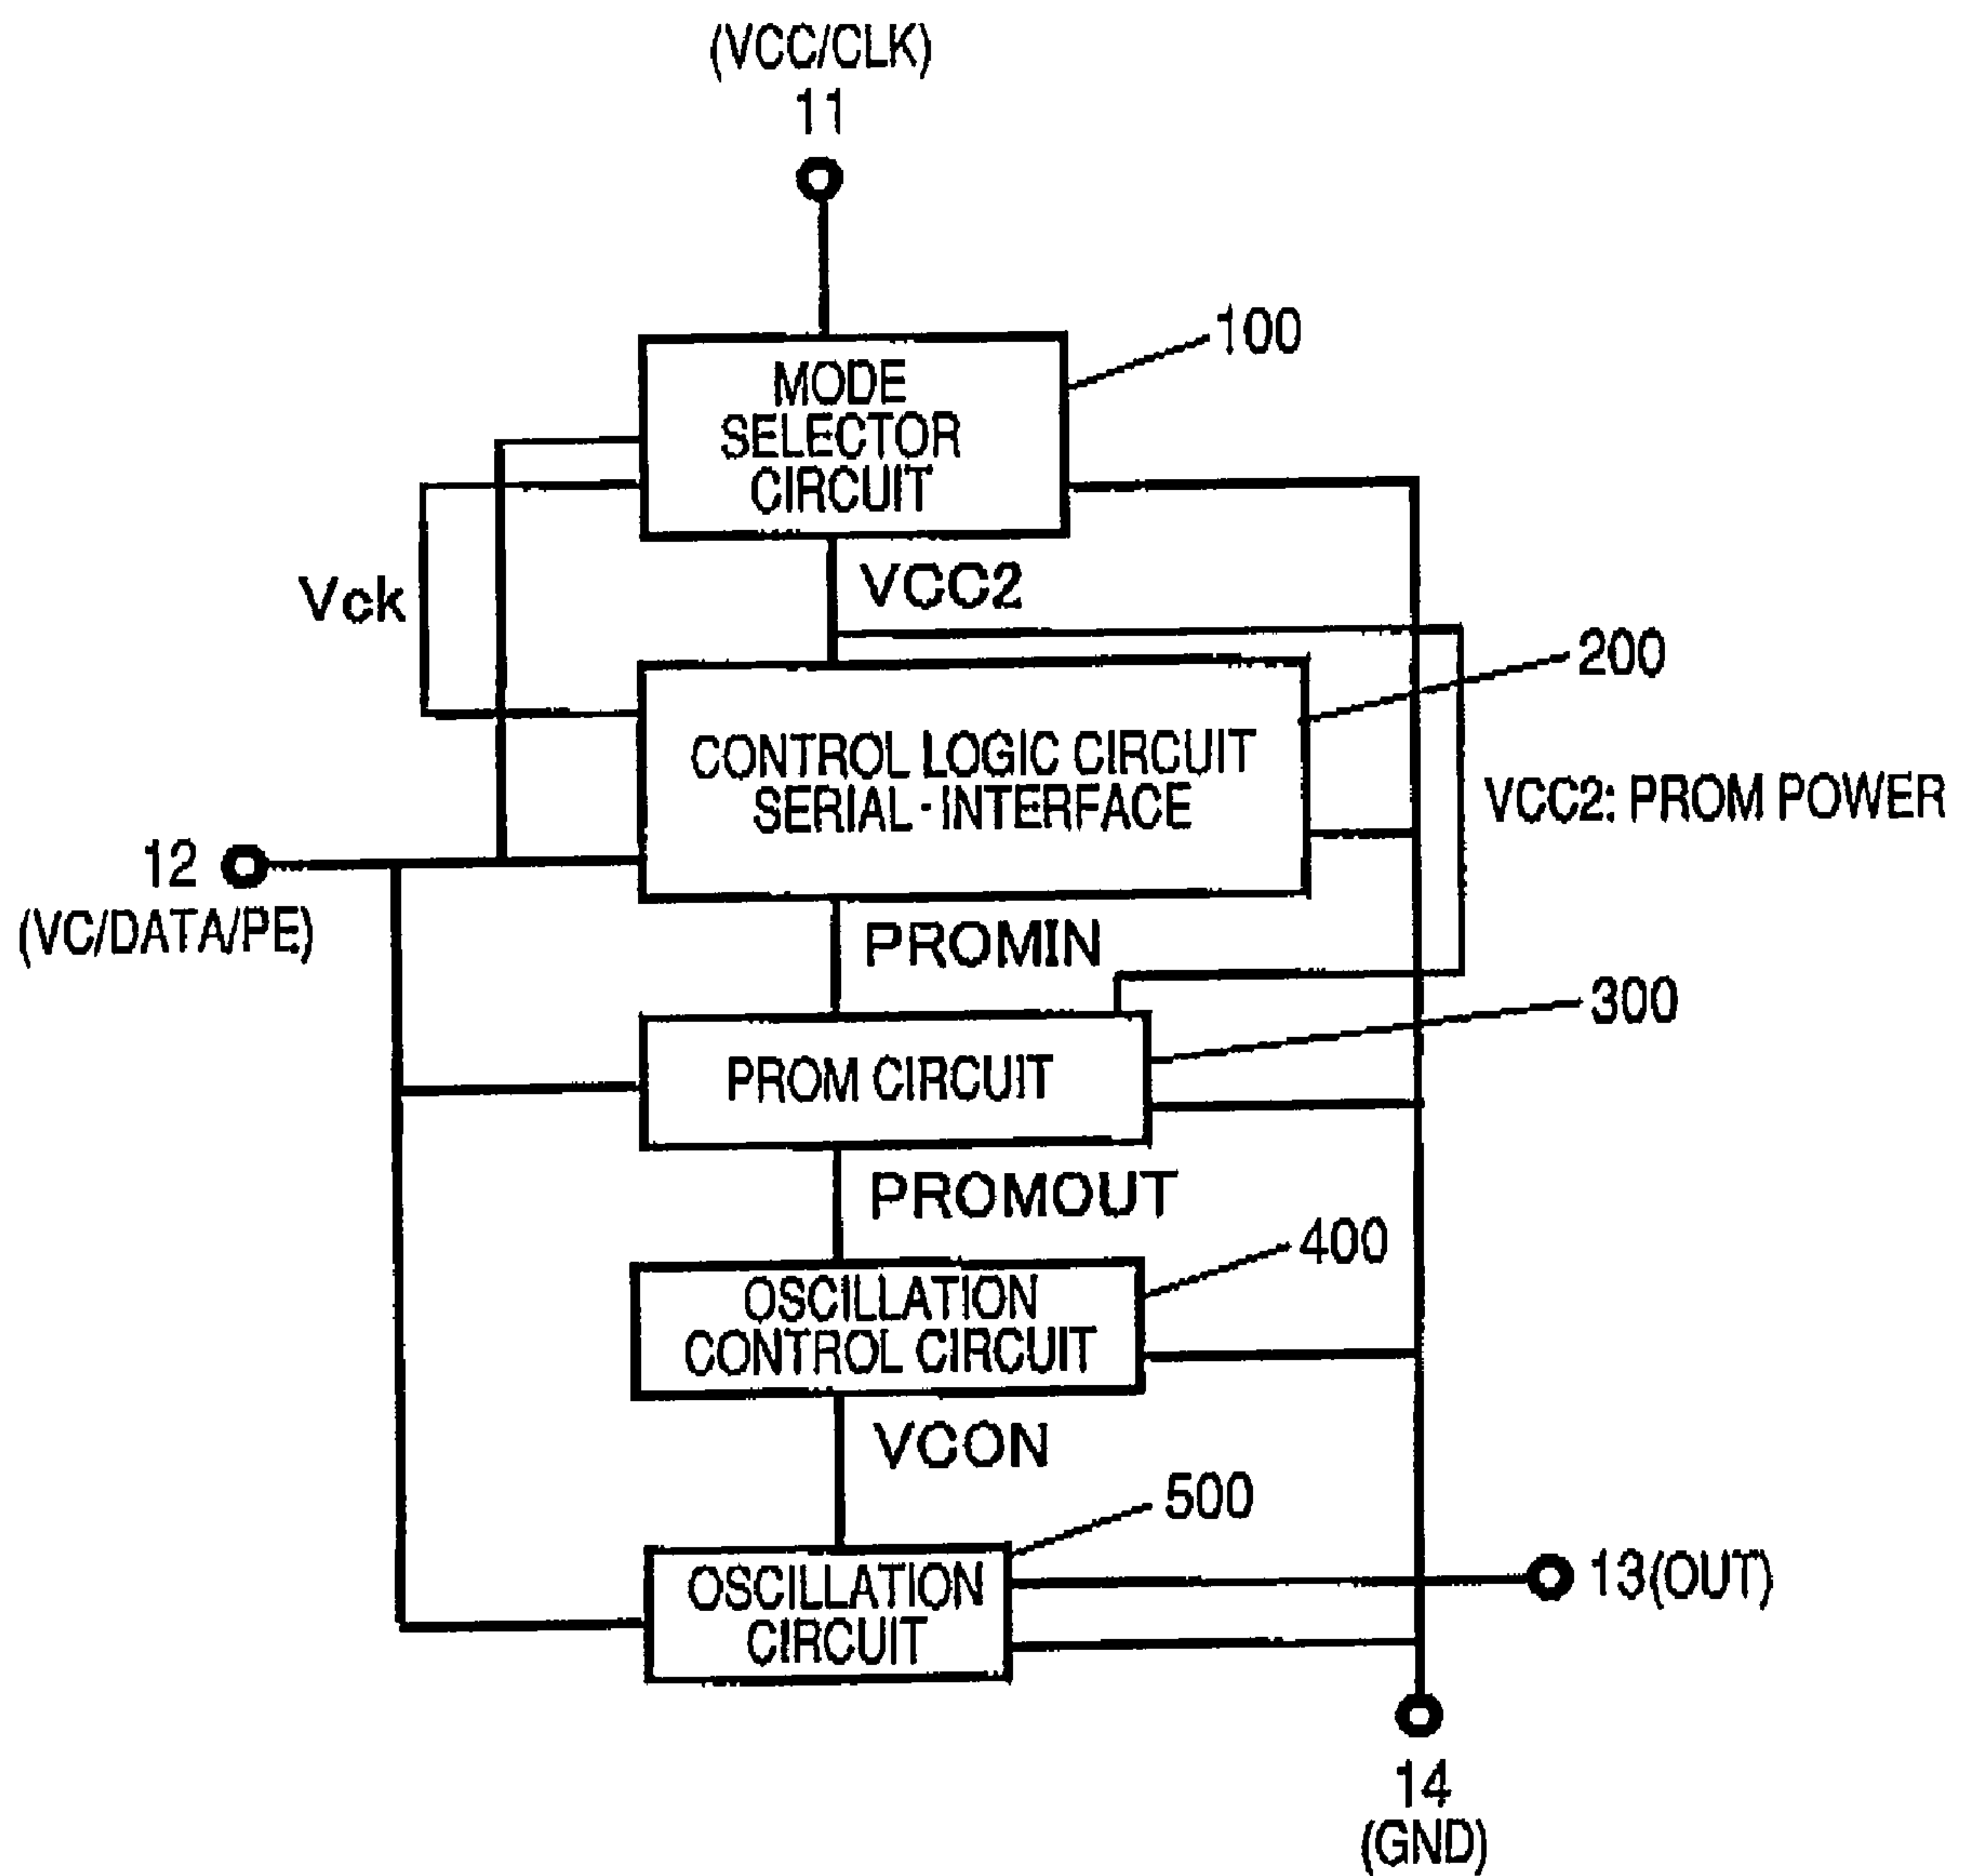 (VCC/CLK)
11
100
MODE
SELECTOR
CIRCUIT
Vck
VCC2
200
CONTROL LOGIC CIRCUIT
SERIAL-INTERFACE
VCC2: PROM POWER
12
(VC/DATA/PE)
PROMIN
300
PROM CIRCUIT
PROMOUT
400
OSCILLATION
CONTROL CIRCUIT
VCON
500
OSCILLATION
CIRCUIT
13(OUT)
14
(GND)